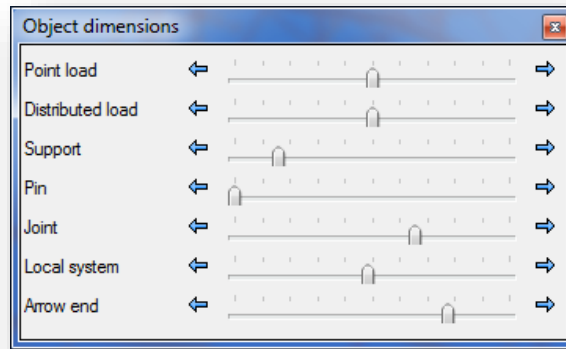 Object dimensions
Point load
Distributed load
Support
Pin
Joint
Local system
Arrow end